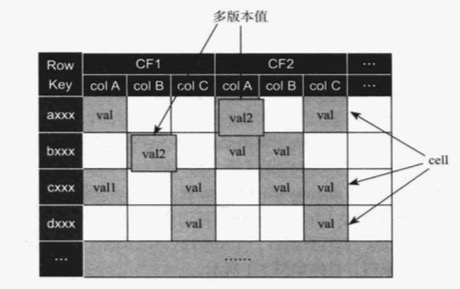 多版本值
Row Key CF1 CF2 ...
col A col B col C col A col B col C ...
axxx val val2 val
bxxx val2 val val
cell
cxxx val1 val val val
dxxx val val
... ......